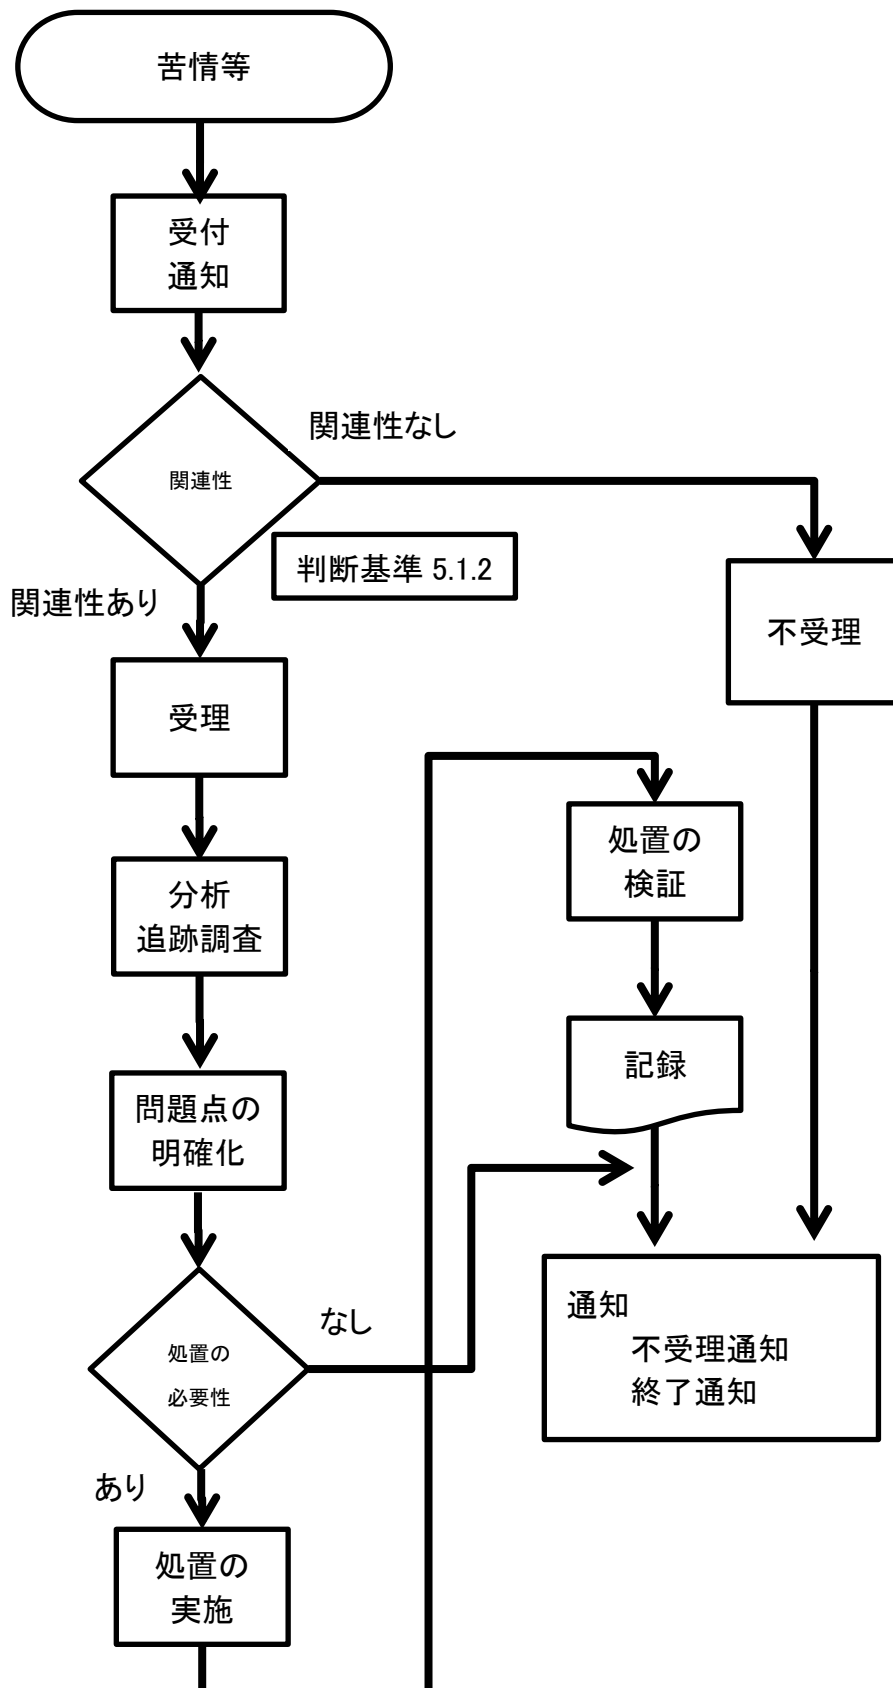 苦情等
受付
通知
関連性なし
関連性
判断基準 5.1.2
関連性あり
不受理
受理
処置の
検証
分析
追跡調査
記録
問題点の
明確化
なし
通知
不受理通知
終了通知
処置の
必要性
あり
処置の
実施